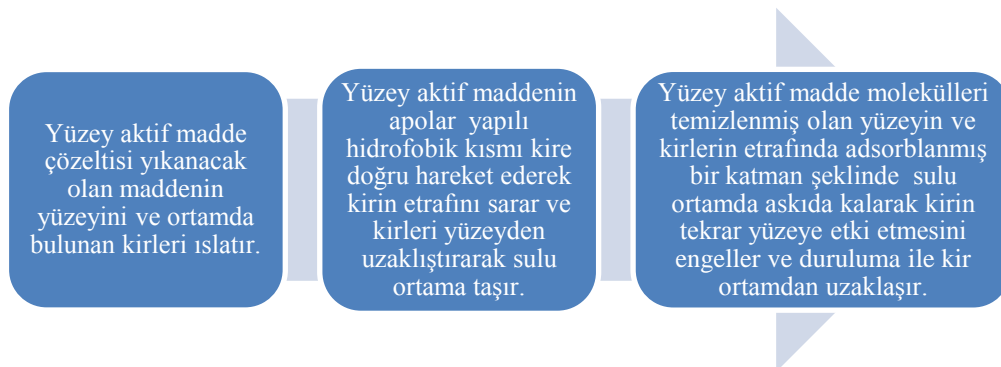 Yüzey aktif madde
çözeltisi yıkanacak
olan maddenin
yüzeyini ve ortamda
bulunan kirleri ıslatır.
Yüzey aktif maddenin
apolar yapılı
hidrofobik kısmı kire
doğru hareket ederek
kirin etrafını sarar ve
kirleri yüzeyden
uzaklıştırarak sulu
ortama taşır.
Yüzey aktif madde molekülleri
temizlenmiş olan yüzeyin ve
kirlerin etrafında adsorblanmış
bir katman şeklinde sulu
ortamda askıda kalarak kirin
tekrar yüzeye etki etmesini
engeller ve duruluma ile kir
ortamdan uzaklaşır.